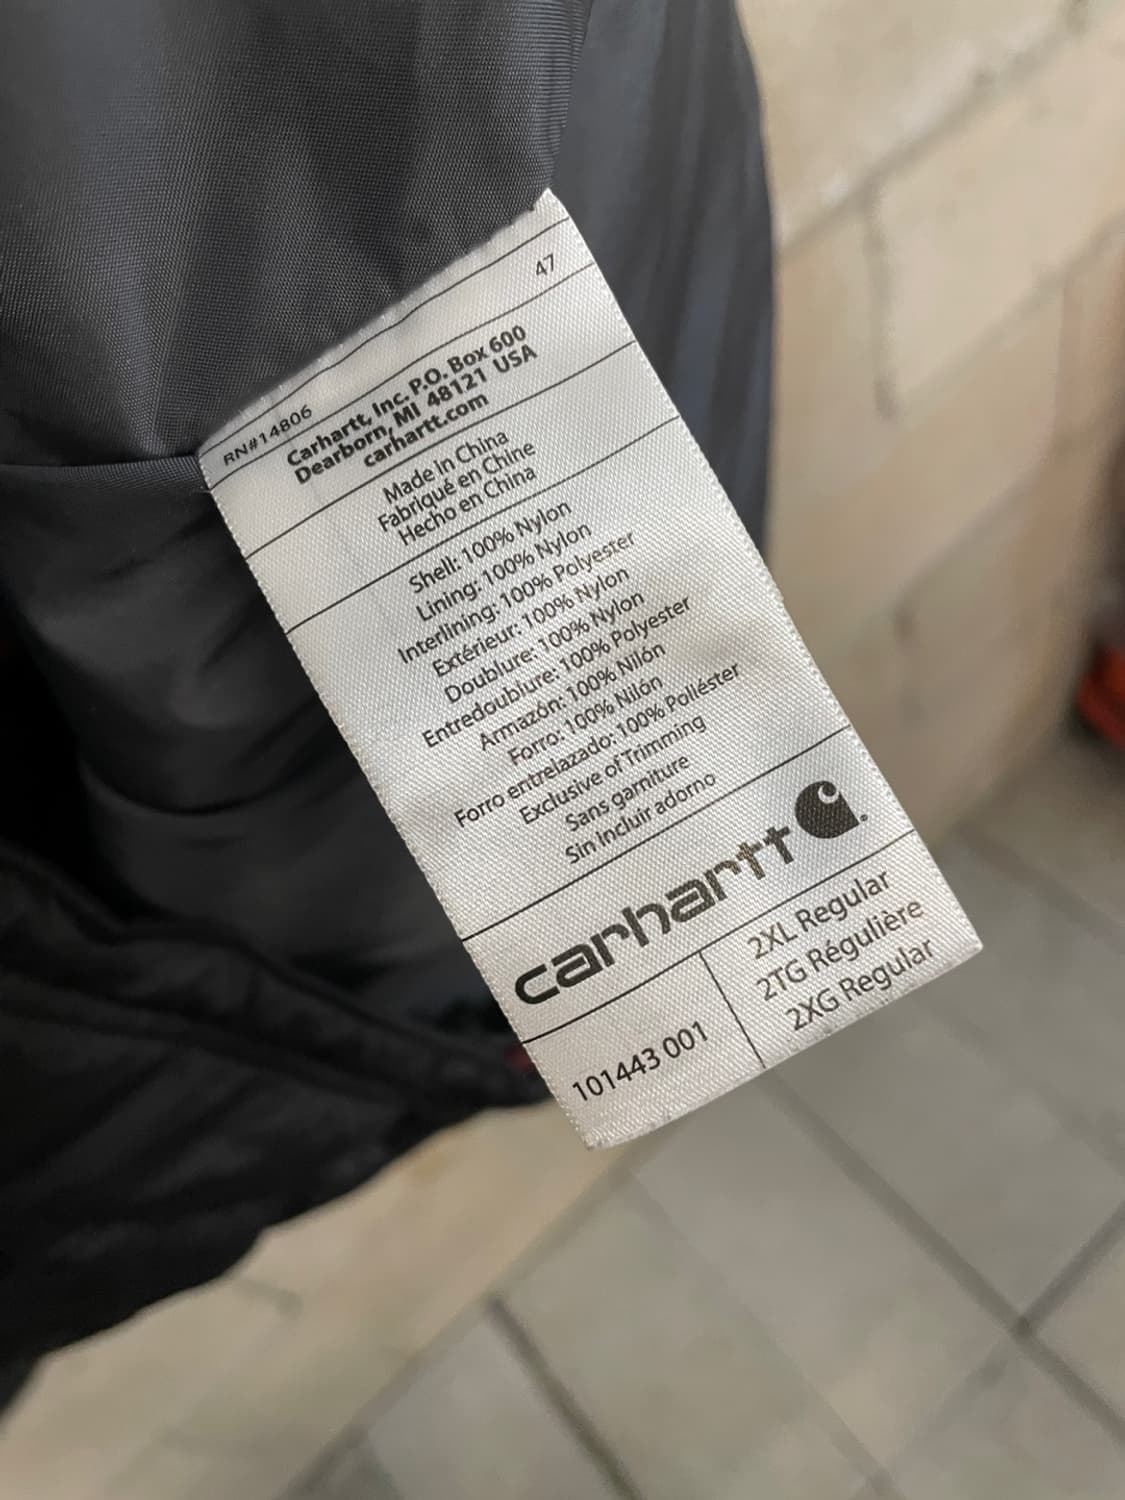 RN#14806 47
Carhartt, Inc. P.O. Box 600
Dearborn, MI 48121 USA
carhartt.com
Made in China
Fabriqué en Chine
Hecho en China
Shell: 100% Nylon
Lining: 100% Nylon
Interlining: 100% Polyester
Extérieur: 100% Nylon
Doublure: 100% Nylon
Entredoublure: 100% Polyester
Armazón: 100% Nilón
Forro: 100% Nilón
Forro entrelazado: 100% Poliéster
Exclusive of Trimming
Sans garniture
Sin incluir adorno
carhartt
101443 001
2XL Regular
2TG Régulière
2XG Regular